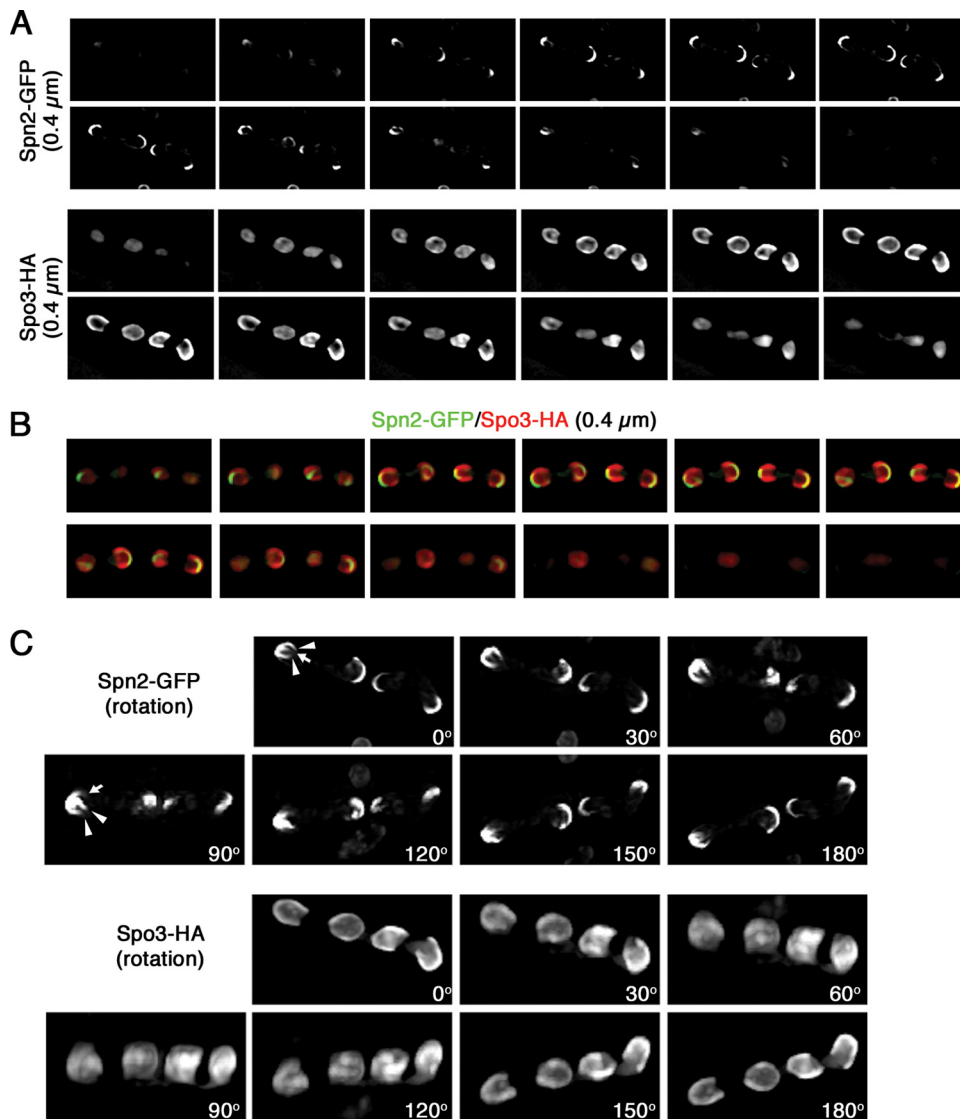 A
Spn2-GFP
(0.4 µm)
Spo3-HA
(0.4 µm)
B
Spn2-GFP/Spo3-HA (0.4 µm)
C
Spn2-GFP
(rotation)
0°
30°
60°
90°
120°
150°
180°
Spo3-HA
(rotation)
0°
30°
60°
90°
120°
150°
180°